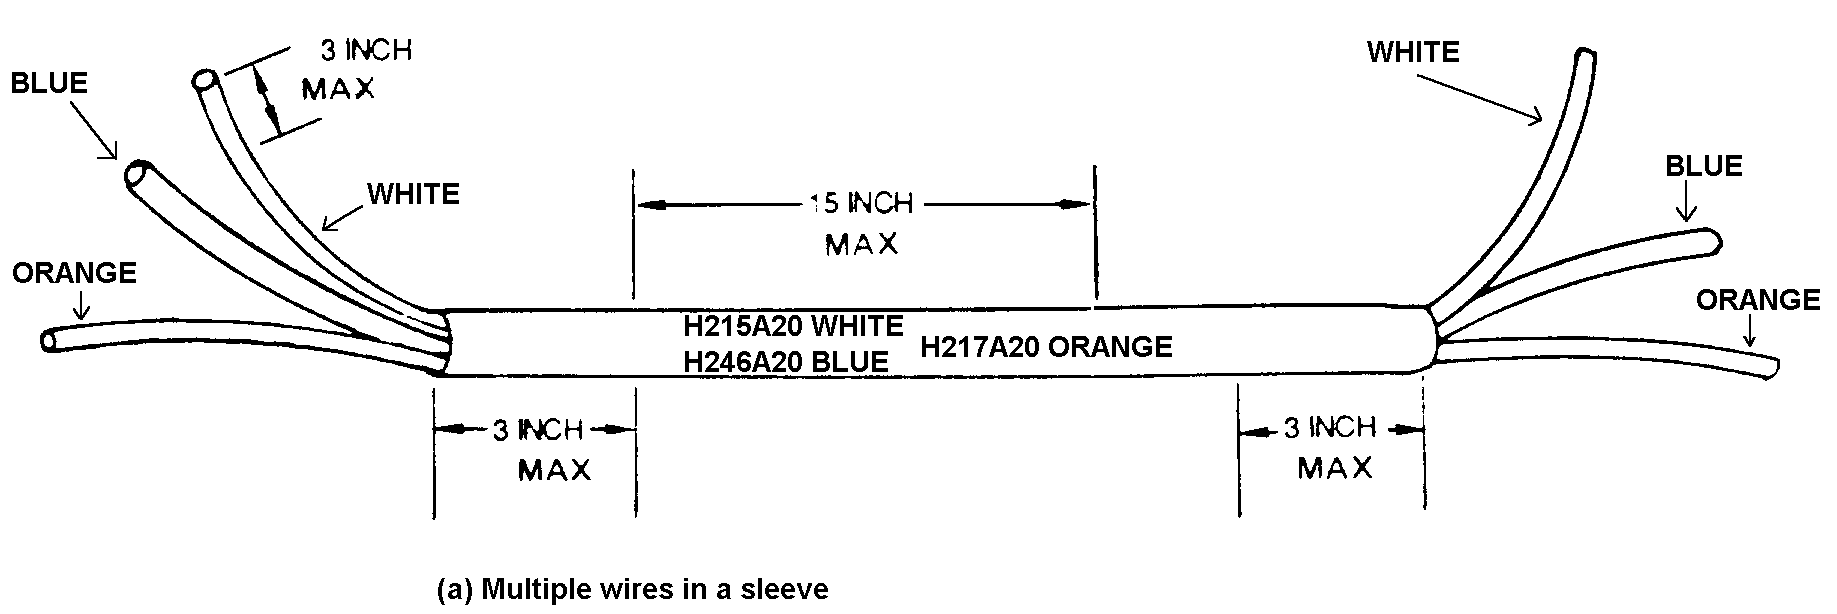 3 INCH
MAX
BLUE
WHITE
ORANGE
15 INCH
MAX
WHITE
BLUE
ORANGE
H215A20 WHITE
H246A20 BLUE
H217A20 ORANGE
3 INCH
MAX
3 INCH
MAX
(a) Multiple wires in a sleeve